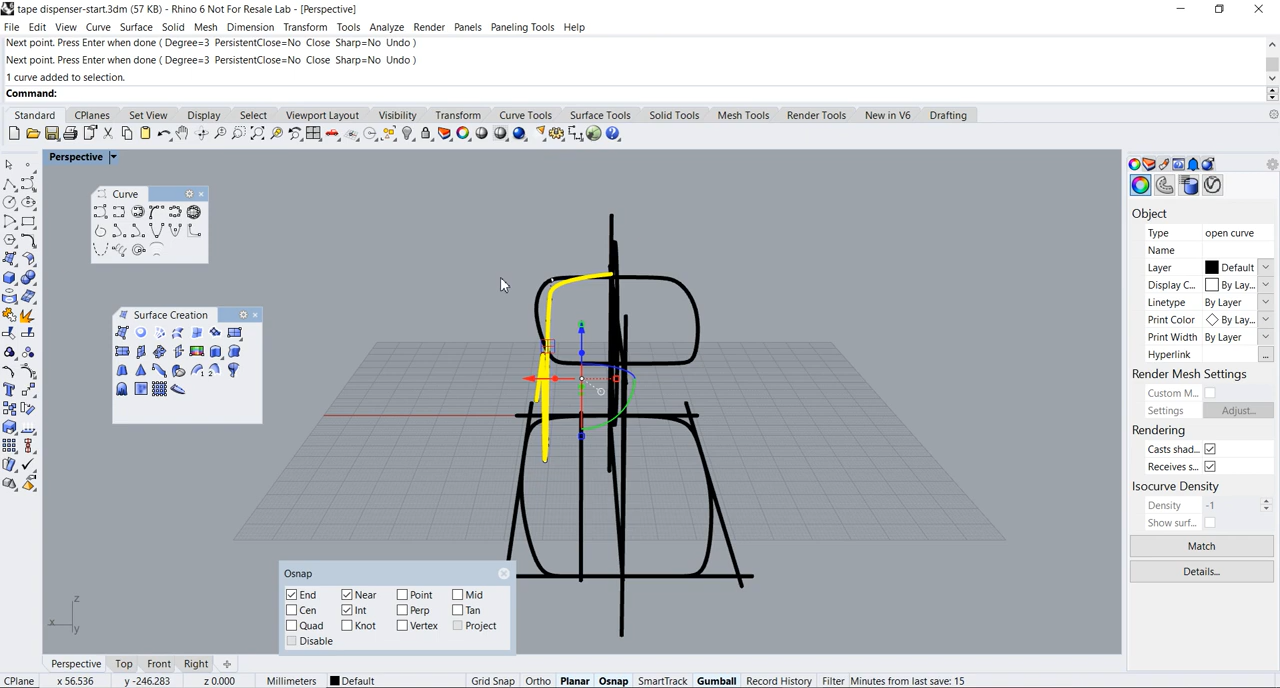 tape dispenser-start.3dm (57 KB) - Rhino 6 Not For Resale Lab - [Perspective]
File Edit View Curve Surface Solid Mesh Dimension Transform Tools Analyze Render Panels Paneling Tools Help
Next point. Press Enter when done ( Degree=3 PersistentClose=No Close Sharp=No Undo )
Next point. Press Enter when done ( Degree=3 PersistentClose=No Close Sharp=No Undo )
1 curve added to selection.
Command:
Standard CPlanes Set View Display Select Viewport Layout Visibility Transform Curve Tools Surface Tools Solid Tools Mesh Tools Render Tools New in V6 Drafting
Perspective
Curve
Surface Creation
Object
Type open curve
Name
Layer Default
Display C... By Lay...
Linetype By Layer
Print Color By Lay...
Print Width By Layer
Hyperlink ...
Render Mesh Settings
Custom M...
Settings Adjust...
Rendering
Casts shad...
Receives s...
Isocurve Density
Density -1
Show surf...
Match
Details...
Osnap
End Near Point Mid
Cen Int Perp Tan
Quad Knot Vertex Project
Disable
z
x
y
Perspective Top Front Right
CPlane x 56.536 y -246.283 z 0.000 Millimeters Default Grid Snap Ortho Planar Osnap SmartTrack Gumball Record History Filter Minutes from last save: 15